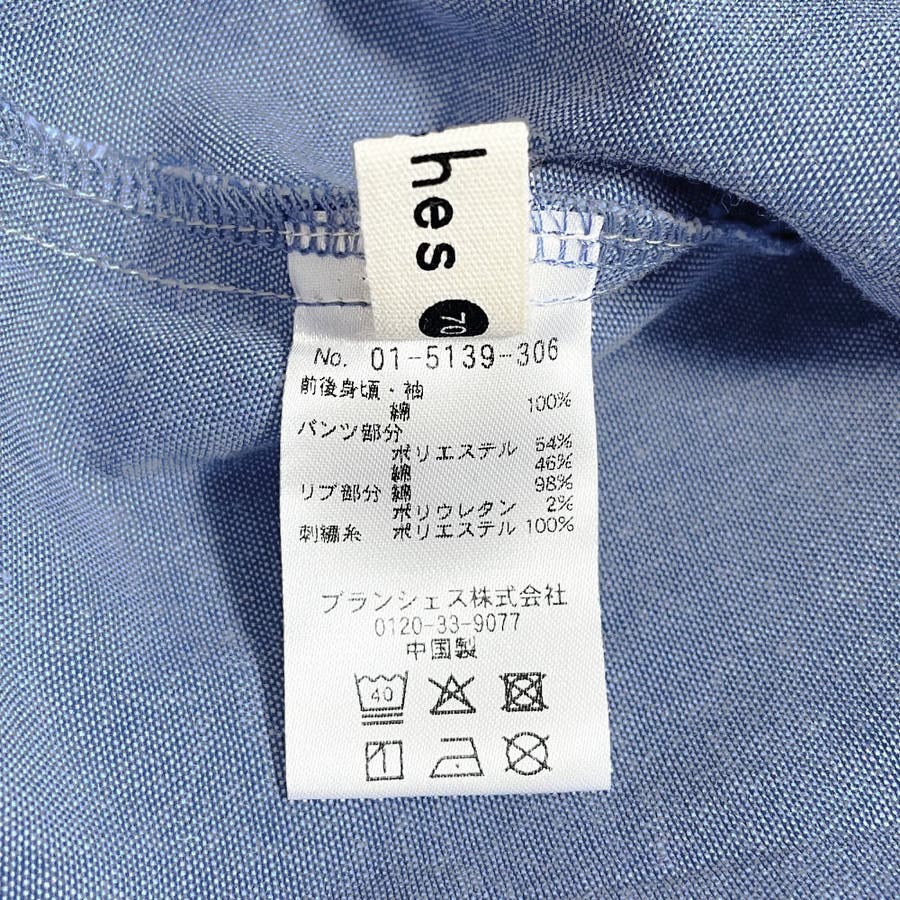 hes
70
No. 01-5139-306
前後身頃・袖
綿 100%
パンツ部分
ポリエステル 54%
綿 46%
リブ部分 綿 98%
ポリウレタン 2%
刺繍糸 ポリエステル 100%
ブランシェス株式会社
0120-33-9077
中国製
40